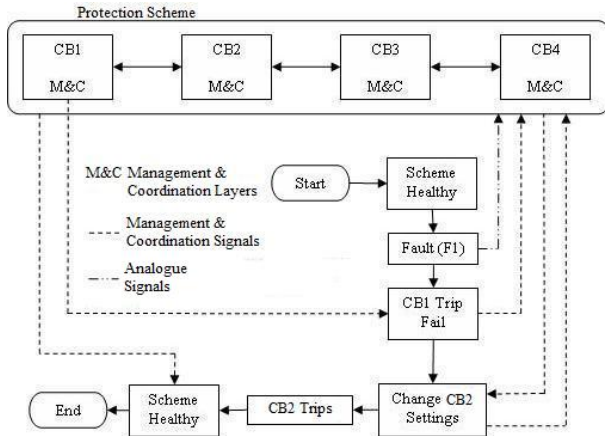 Protection Scheme
CB1
M&C
CB2
M&C
CB3
M&C
CB4
M&C
M&C Management &
Coordination Layers
Management &
Coordination Signals
Analogue
Signals
Start
Scheme
Healthy
Fault (F1)
CB1 Trip
Fail
Change CB2
Settings
CB2 Trips
Scheme
Healthy
End